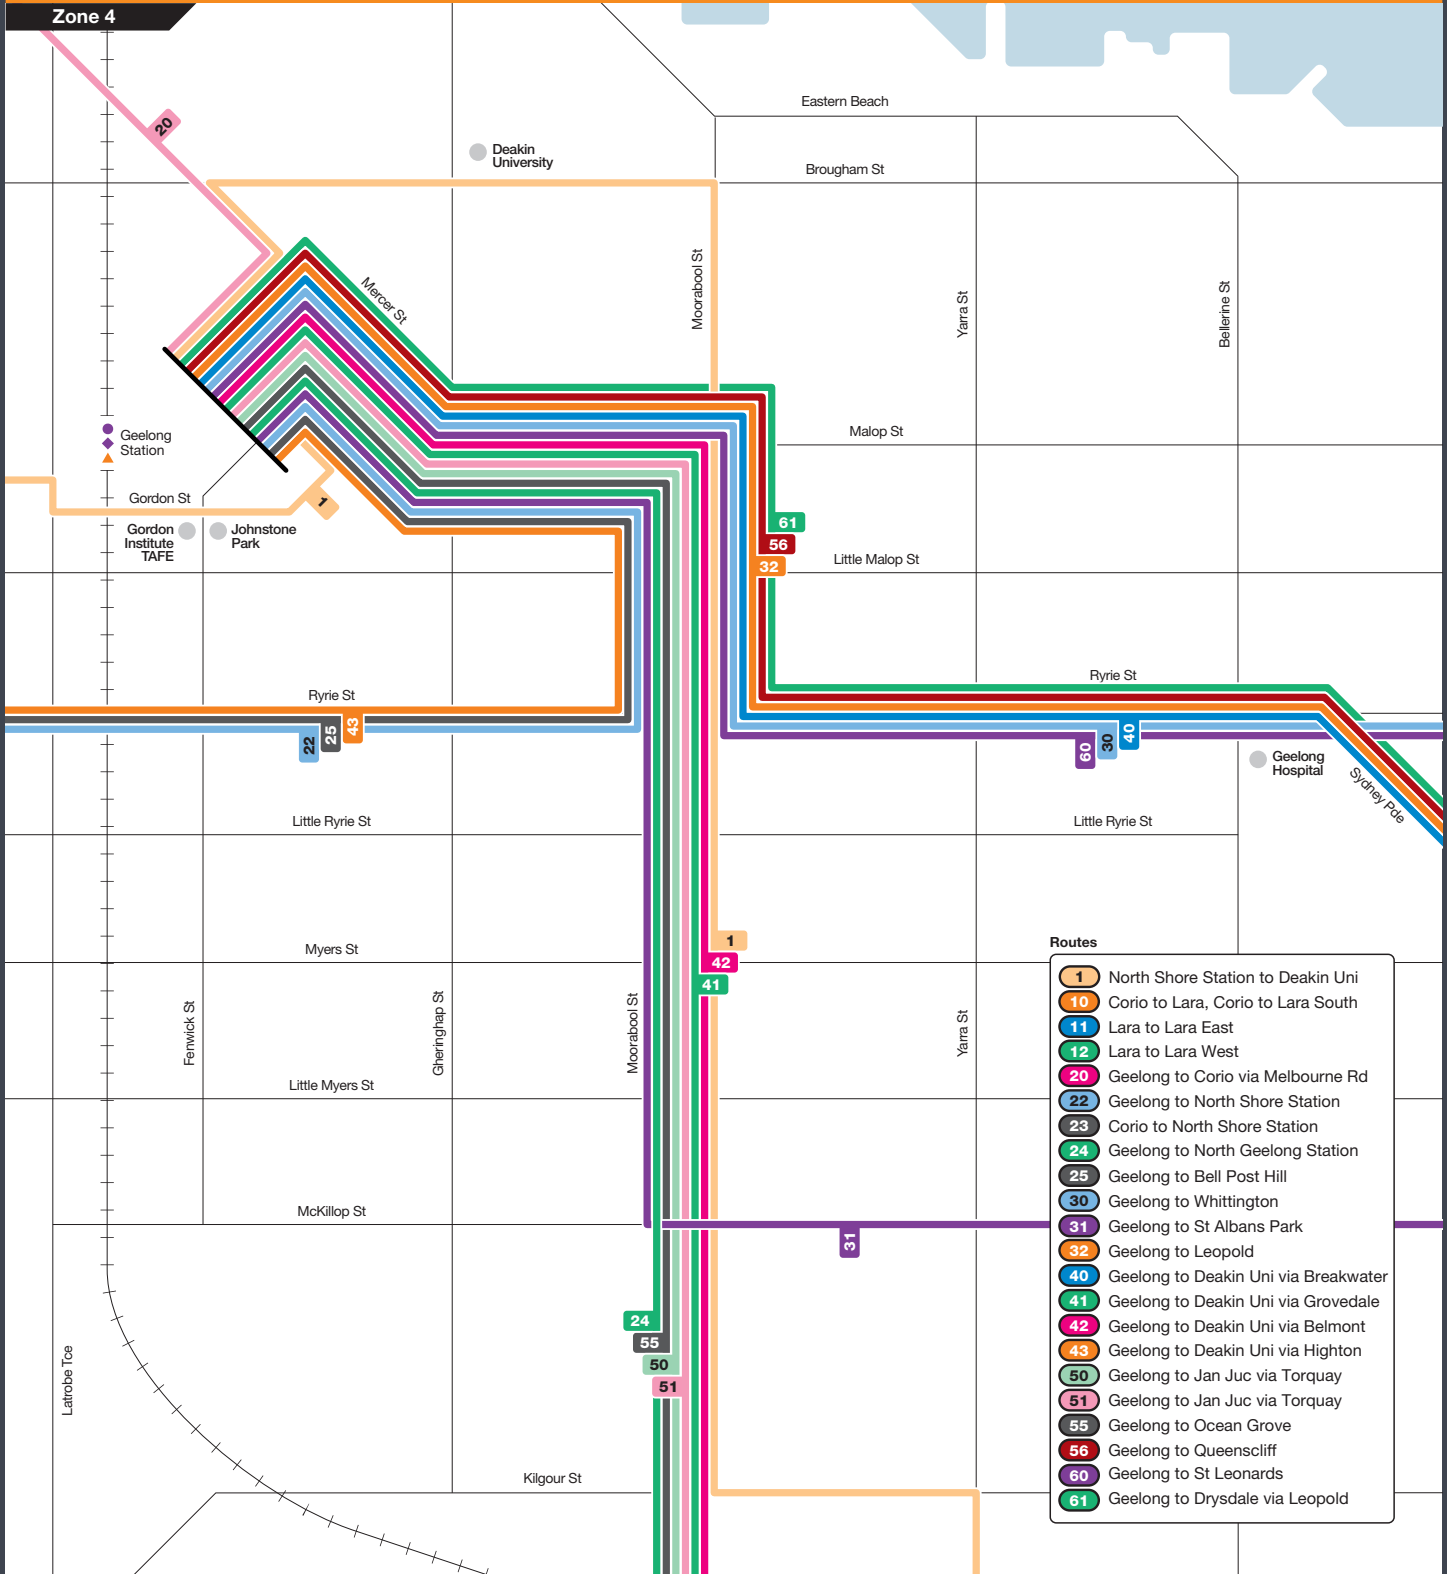 Zone 4
20
Eastern Beach
Deakin
University
Brougham St
Mercer St
Moorabool St
Yarra St
Bellerine St
Geelong
Station
Malop St
Gordon St
1
Gordon
Institute
TAFE
Johnstone
Park
61
56
32
Little Malop St
Ryrie St
Ryrie St
22
25
43
60
30
40
Geelong
Hospital
Sydney Pde
Little Ryrie St
Little Ryrie St
Myers St
1
42
41
Fenwick St
Gheringhap St
Moorabool St
Yarra St
Little Myers St
McKillop St
31
24
55
50
51
Latrobe Tce
Kilgour St
Routes
1 North Shore Station to Deakin Uni
10 Corio to Lara, Corio to Lara South
11 Lara to Lara East
12 Lara to Lara West
20 Geelong to Corio via Melbourne Rd
22 Geelong to North Shore Station
23 Corio to North Shore Station
24 Geelong to North Geelong Station
25 Geelong to Bell Post Hill
30 Geelong to Whittington
31 Geelong to St Albans Park
32 Geelong to Leopold
40 Geelong to Deakin Uni via Breakwater
41 Geelong to Deakin Uni via Grovedale
42 Geelong to Deakin Uni via Belmont
43 Geelong to Deakin Uni via Highton
50 Geelong to Jan Juc via Torquay
51 Geelong to Jan Juc via Torquay
55 Geelong to Ocean Grove
56 Geelong to Queenscliff
60 Geelong to St Leonards
61 Geelong to Drysdale via Leopold